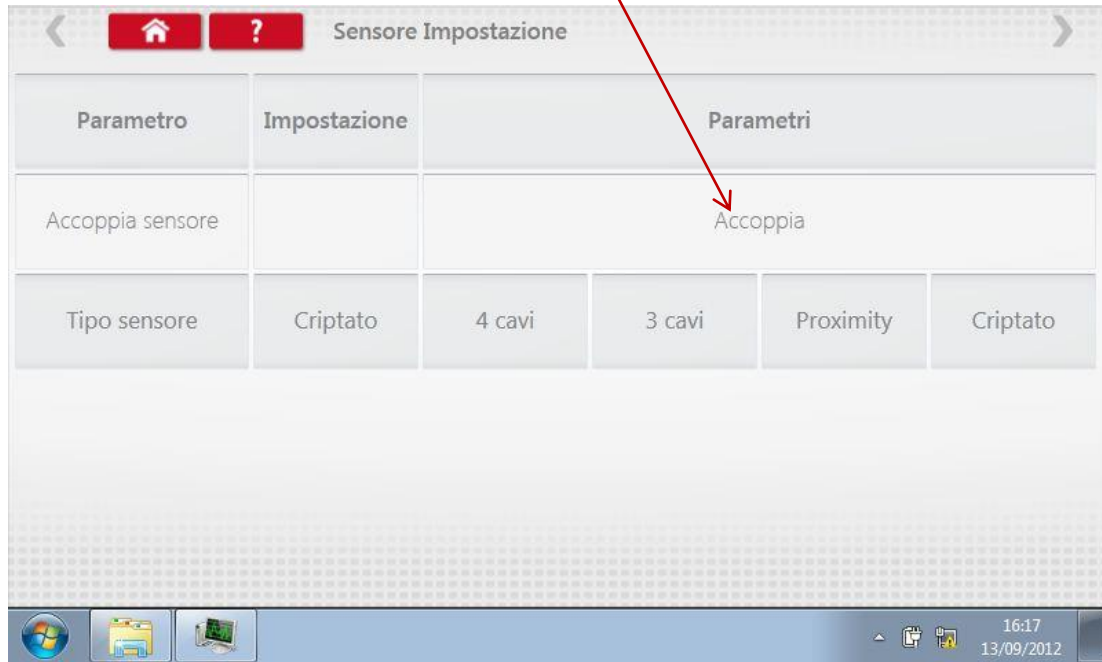 ? Sensore Impostazione
Parametro Impostazione Parametri
Accoppia sensore Accoppia
Tipo sensore Criptato 4 cavi 3 cavi Proximity Criptato
16:17
13/09/2012